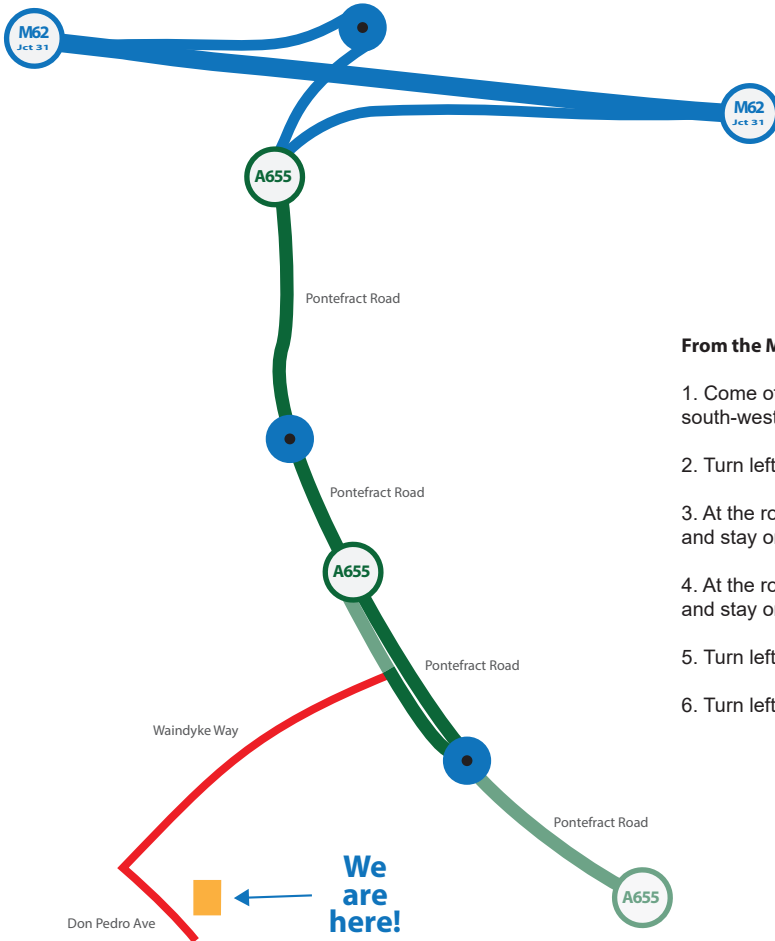 M62
Jct 31
M62
Jct 31
A655
Pontefract Road
From the
1. Come
south-west
2. Turn left
Pontefract Road
3. At the
and stay
A655
4. At the
and stay
Pontefract Road
5. Turn left
6. Turn left
Waindyke Way
Pontefract Road
We
are
here!
A655
Don Pedro Ave